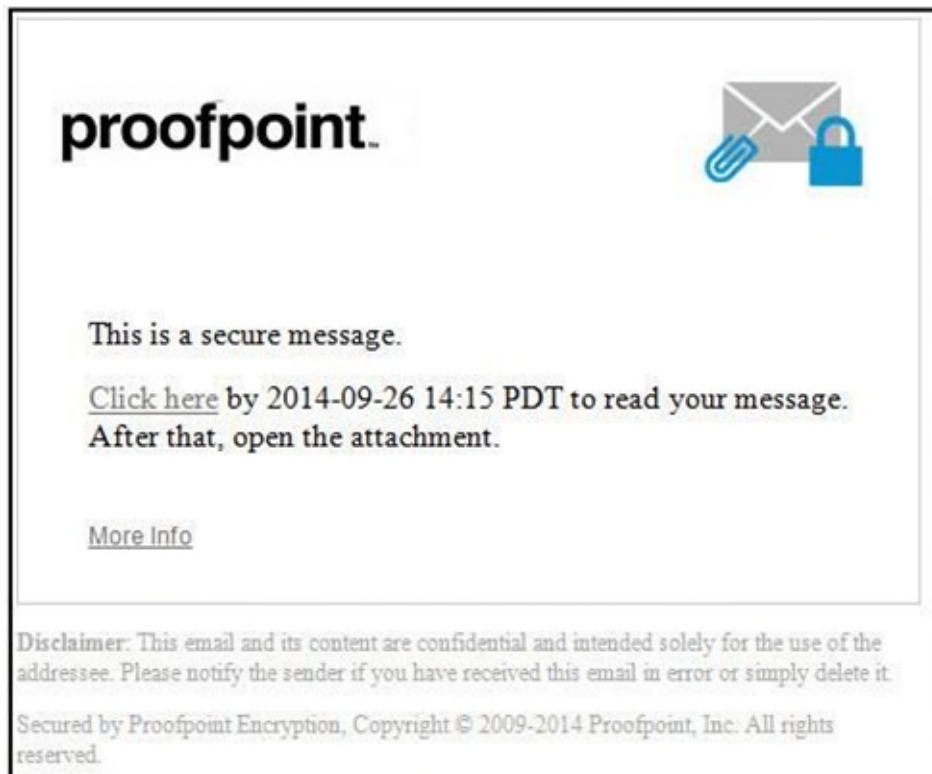 proofpoint™
This is a secure message.
Click here by 2014-09-26 14:15 PDT to read your message.
After that, open the attachment.
More Info
Disclaimer: This email and its content are confidential and intended solely for the use of the
addressee. Please notify the sender if you have received this email in error or simply delete it.
Secured by Proofpoint Encryption, Copyright © 2009-2014 Proofpoint, Inc. All rights
reserved.